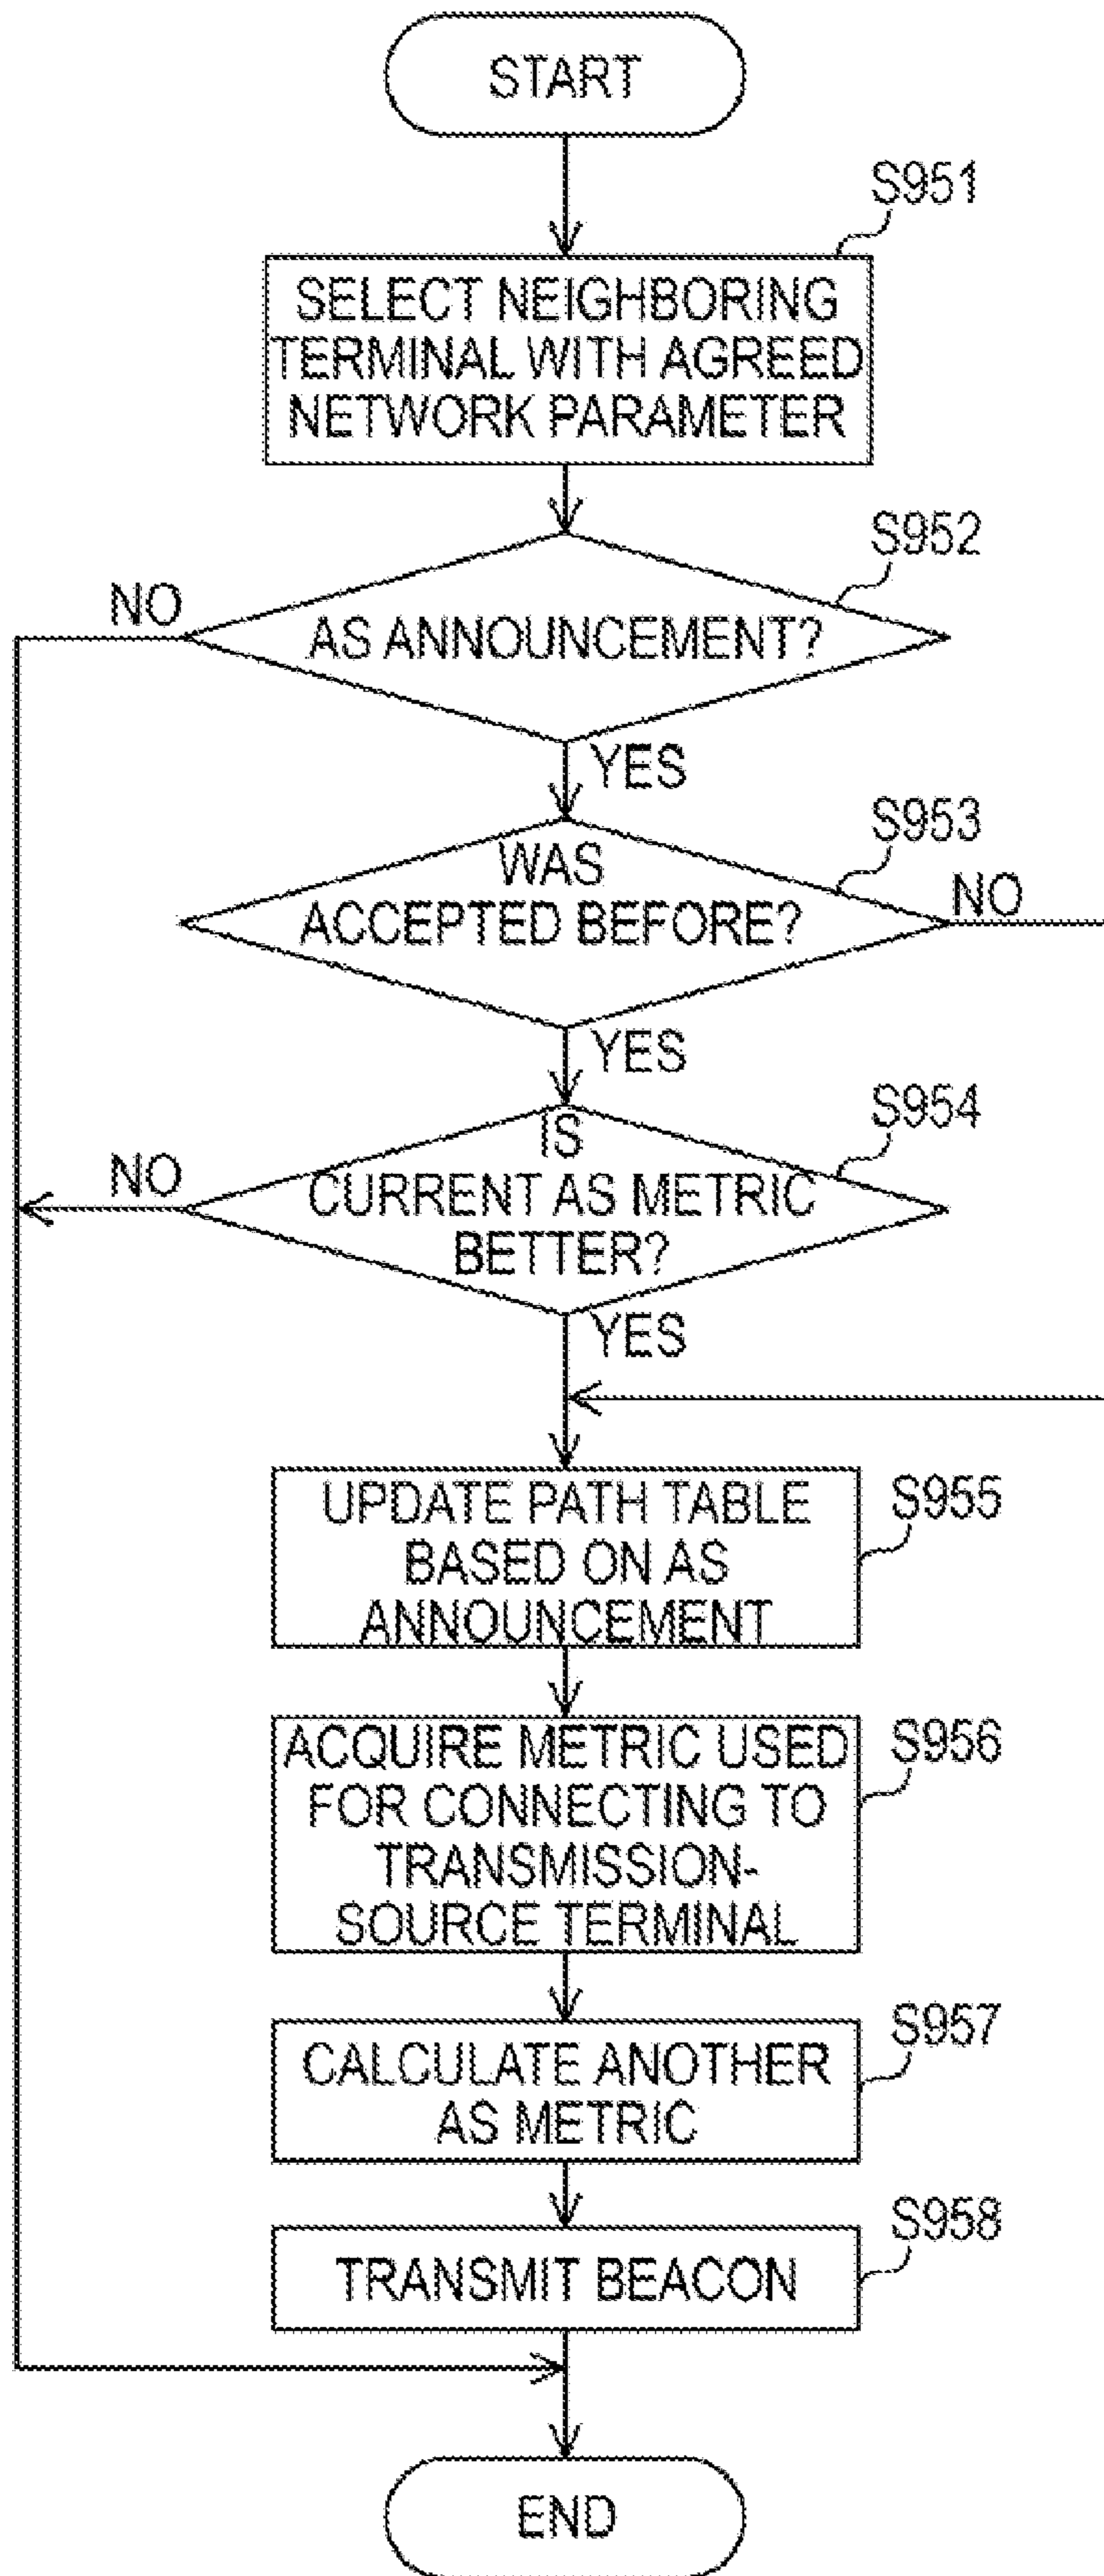 START
S951
SELECT NEIGHBORING
TERMINAL WITH AGREED
NETWORK PARAMETER
S952
NO
AS ANNOUNCEMENT?
YES
S953
WAS
ACCEPTED BEFORE?
NO
YES
S954
IS
NO
CURRENT AS METRIC
BETTER?
YES
UPDATE PATH TABLE
BASED ON AS
ANNOUNCEMENT
S955
ACQUIRE METRIC USED
FOR CONNECTING TO
TRANSMISSION-
SOURCE TERMINAL
S956
CALCULATE ANOTHER
AS METRIC
S957
TRANSMIT BEACON
S958
END